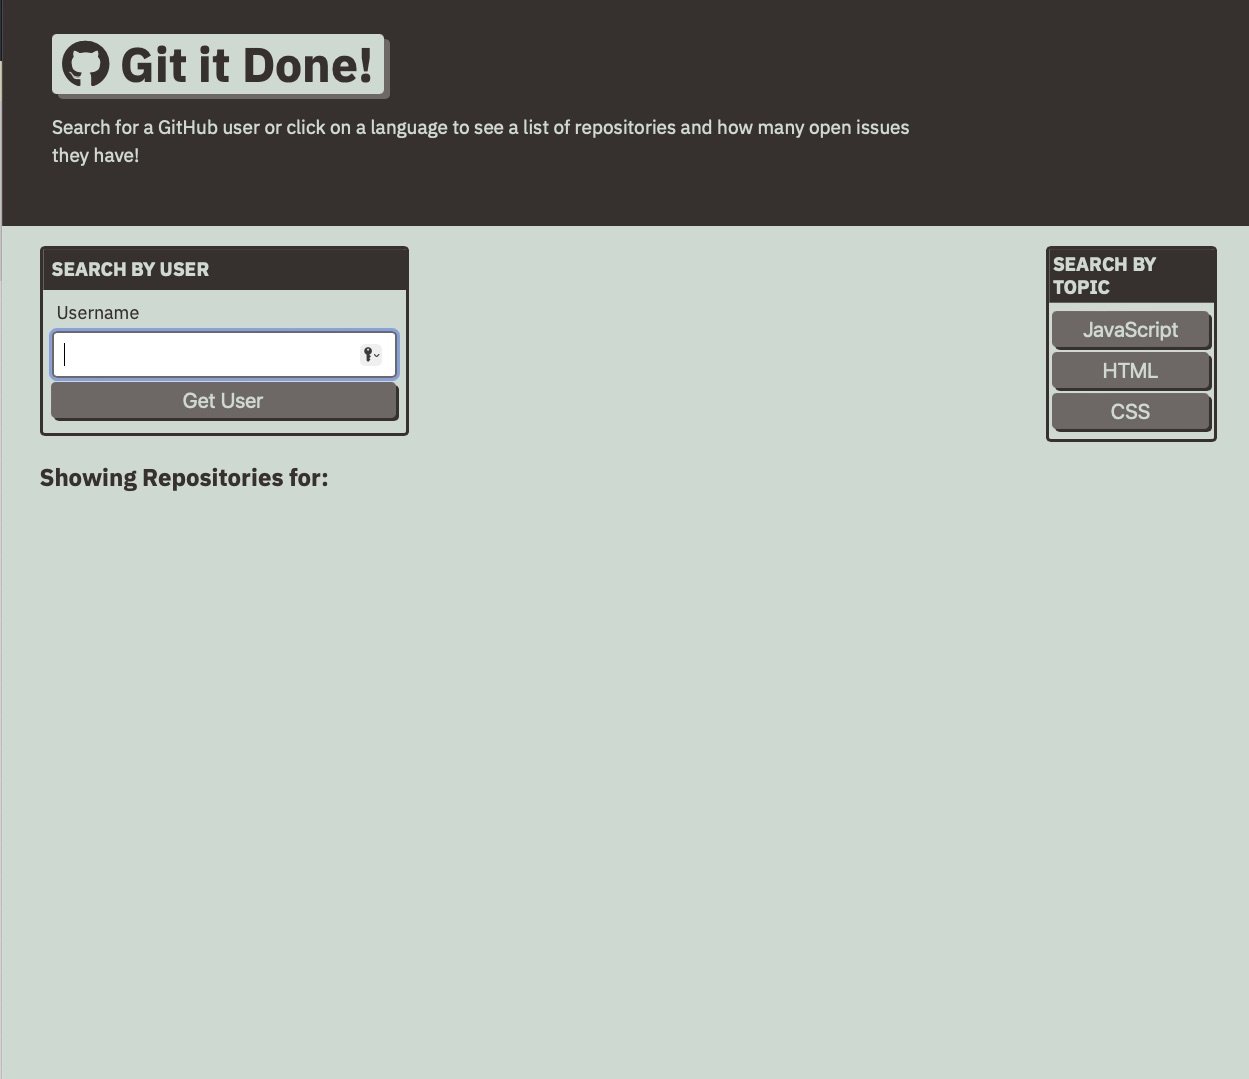 Git it Done!
Search for a GitHub user or click on a language to see a list of repositories and how many open issues
they have!
SEARCH BY USER
Username
Get User
SEARCH BY
TOPIC
JavaScript
HTML
CSS
Showing Repositories for: